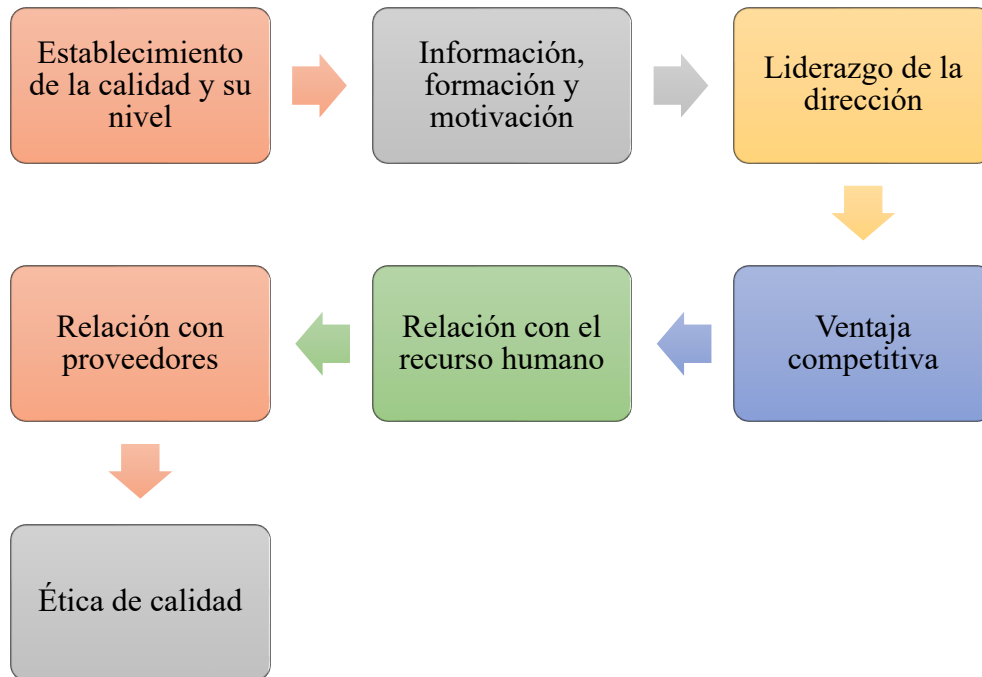 Establecimiento
de la calidad y su
nivel
Información,
formación y
motivación
Liderazgo de la
dirección
Ventaja
competitiva
Relación con el
recurso humano
Relación con
proveedores
Ética de calidad